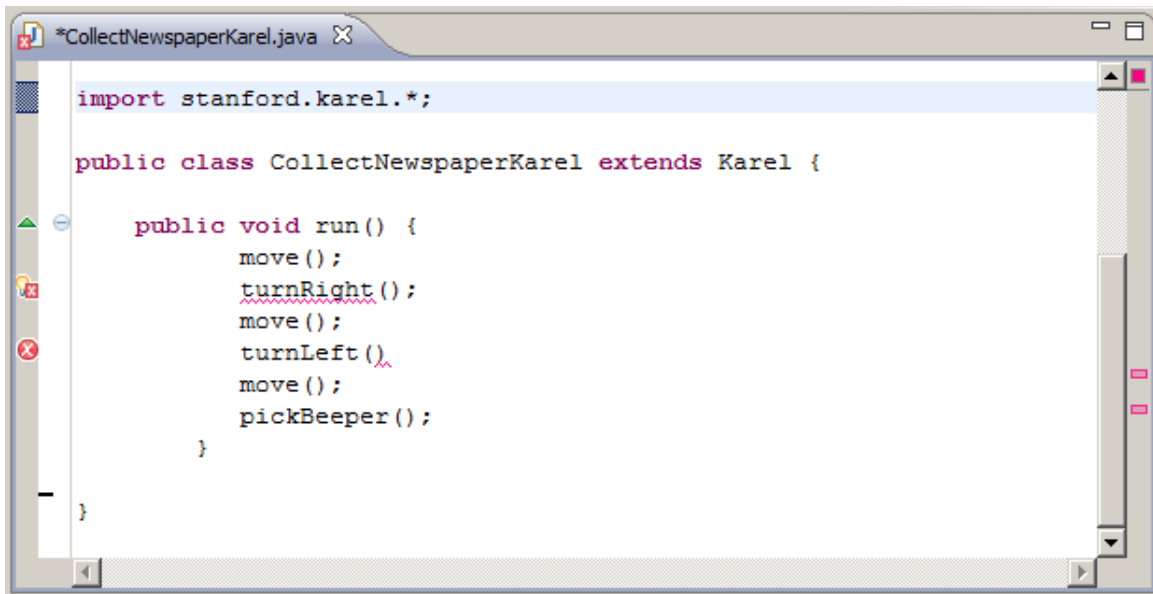 *CollectNewspaperKarel.java
import stanford.karel.*;
public class CollectNewspaperKarel extends Karel {
public void run() {
move();
turnRight();
move();
turnLeft()
move();
pickBeeper();
}
}